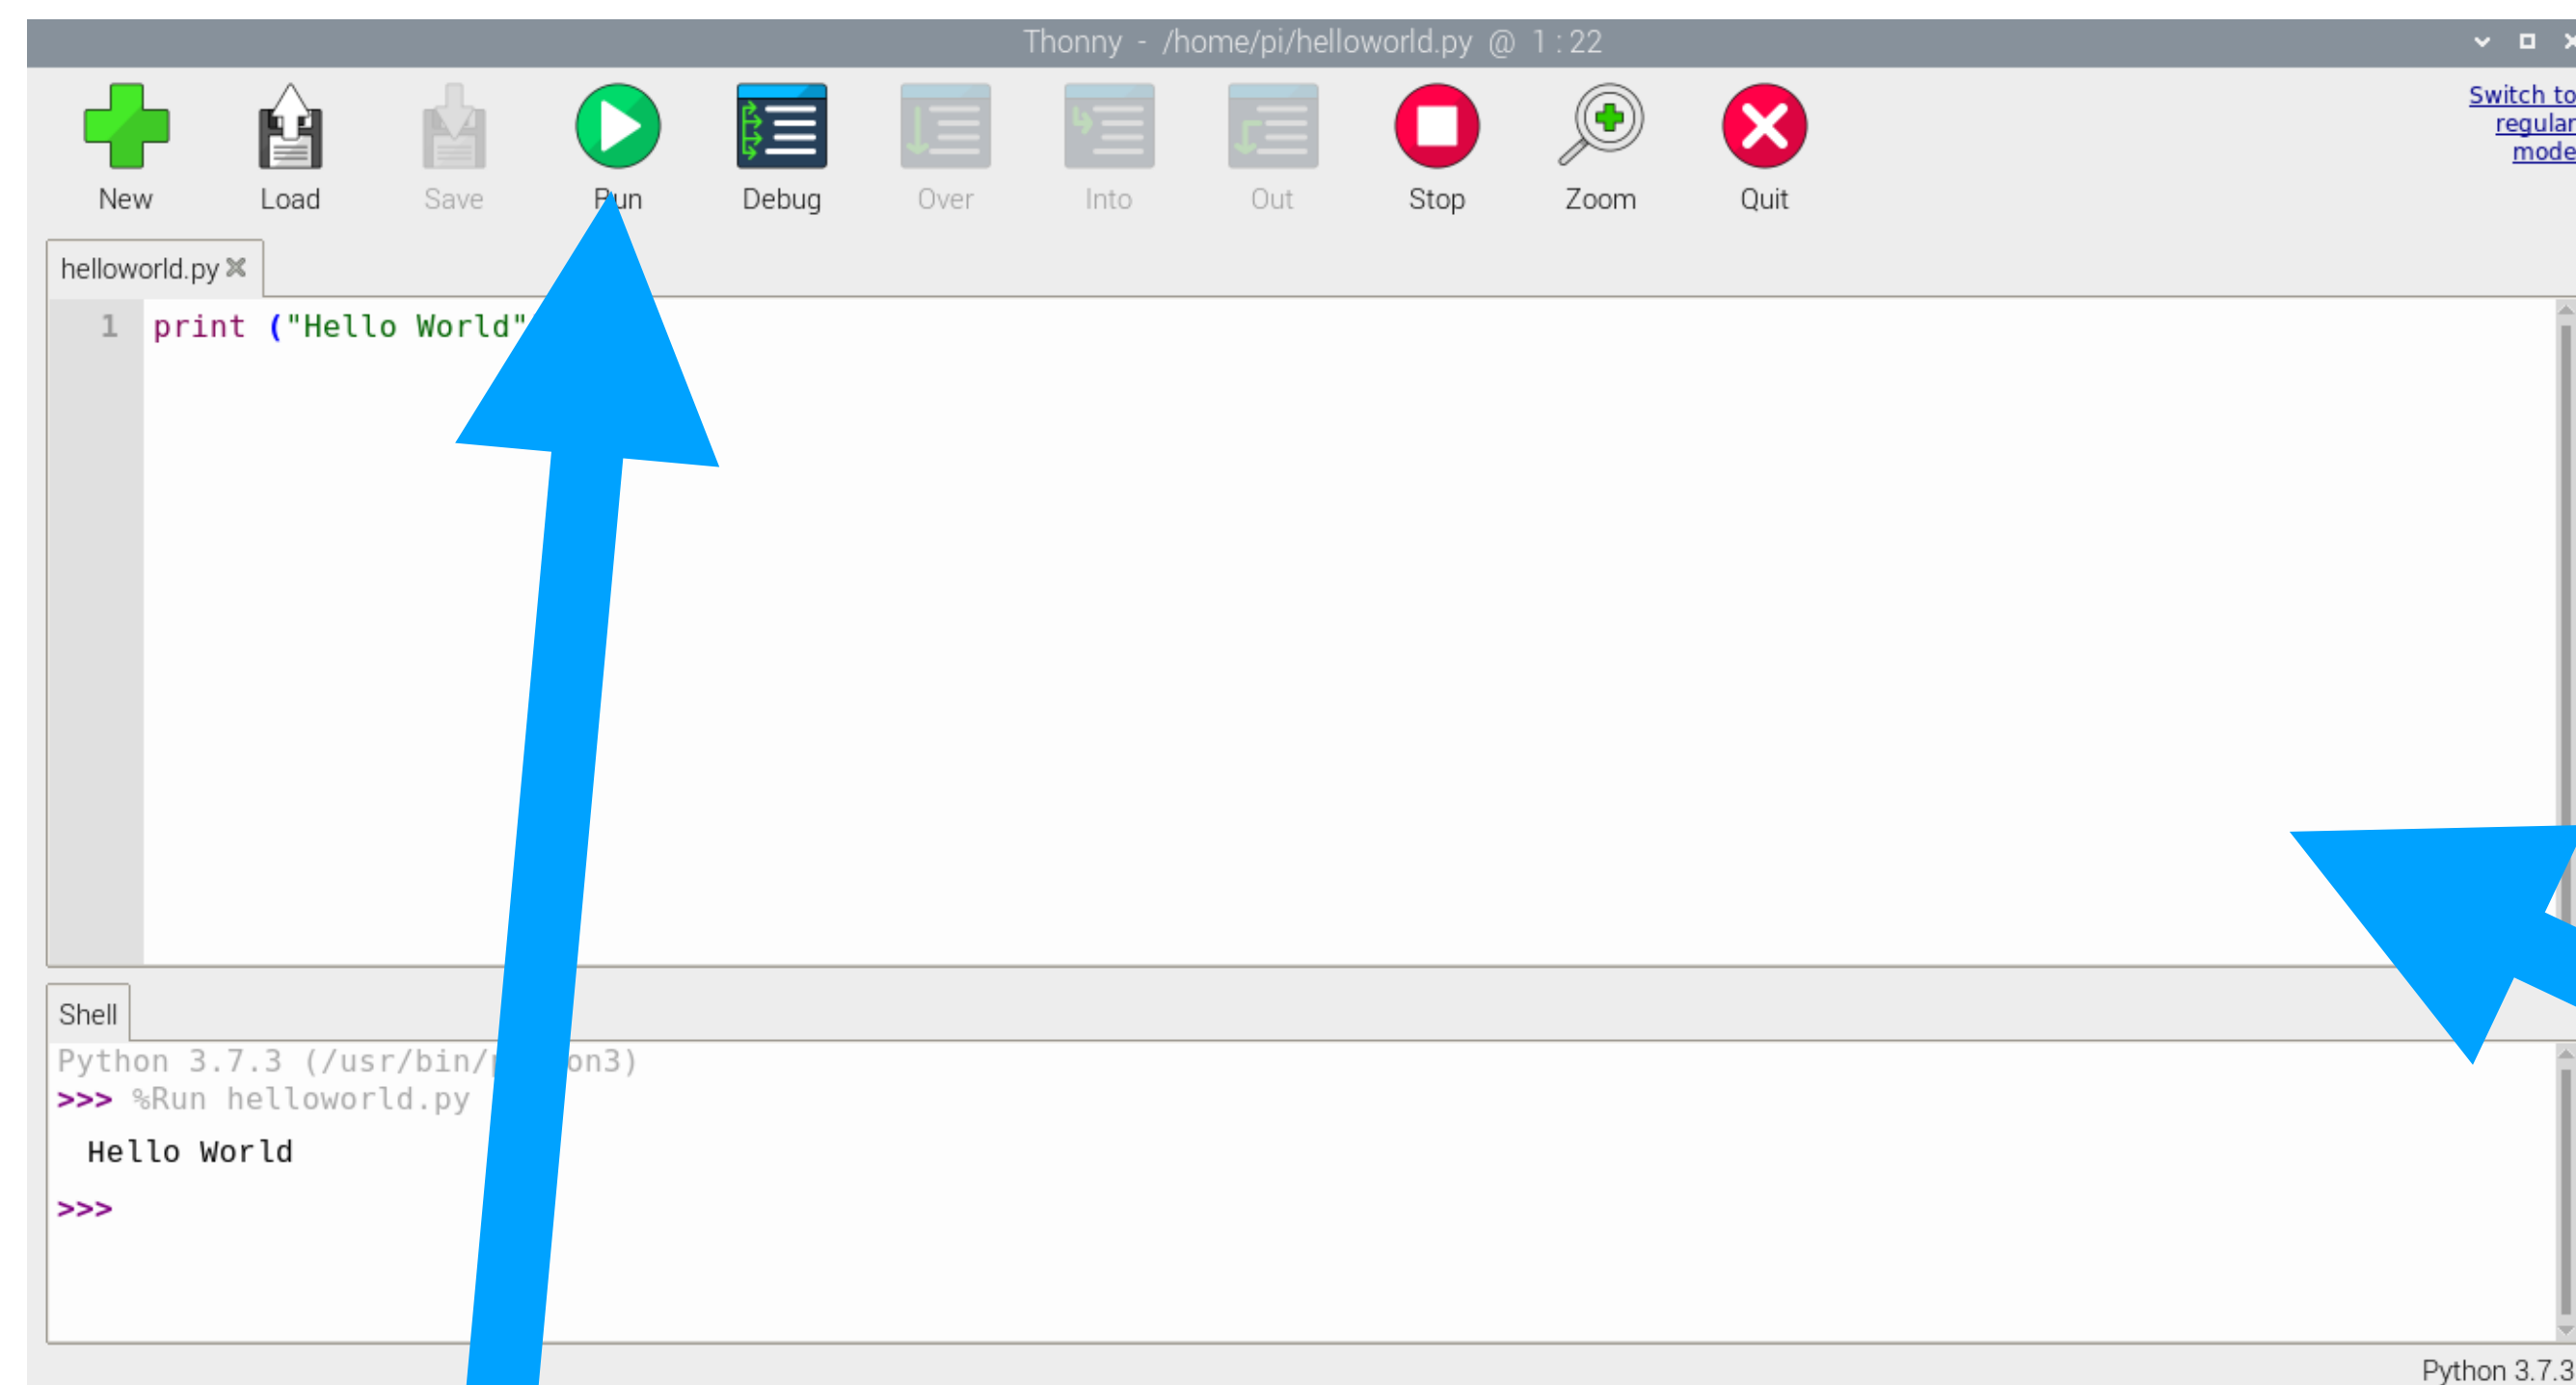 Thonny - /home/pi/helloworld.py @ 1 : 22
New Load Save Run Debug Over Into Out Stop Zoom Quit
Switch to
regular
mode
helloworld.py
1 print ("Hello World"
Shell
Python 3.7.3 (/usr/bin/python3)
>>> %Run helloworld.py
Hello World
>>>
Python 3.7.3